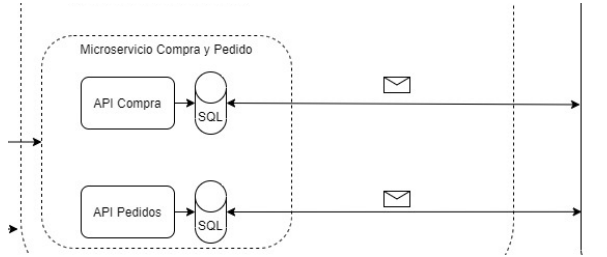 Microservicio Compra y Pedido
API Compra
SQL
API Pedidos
SQL